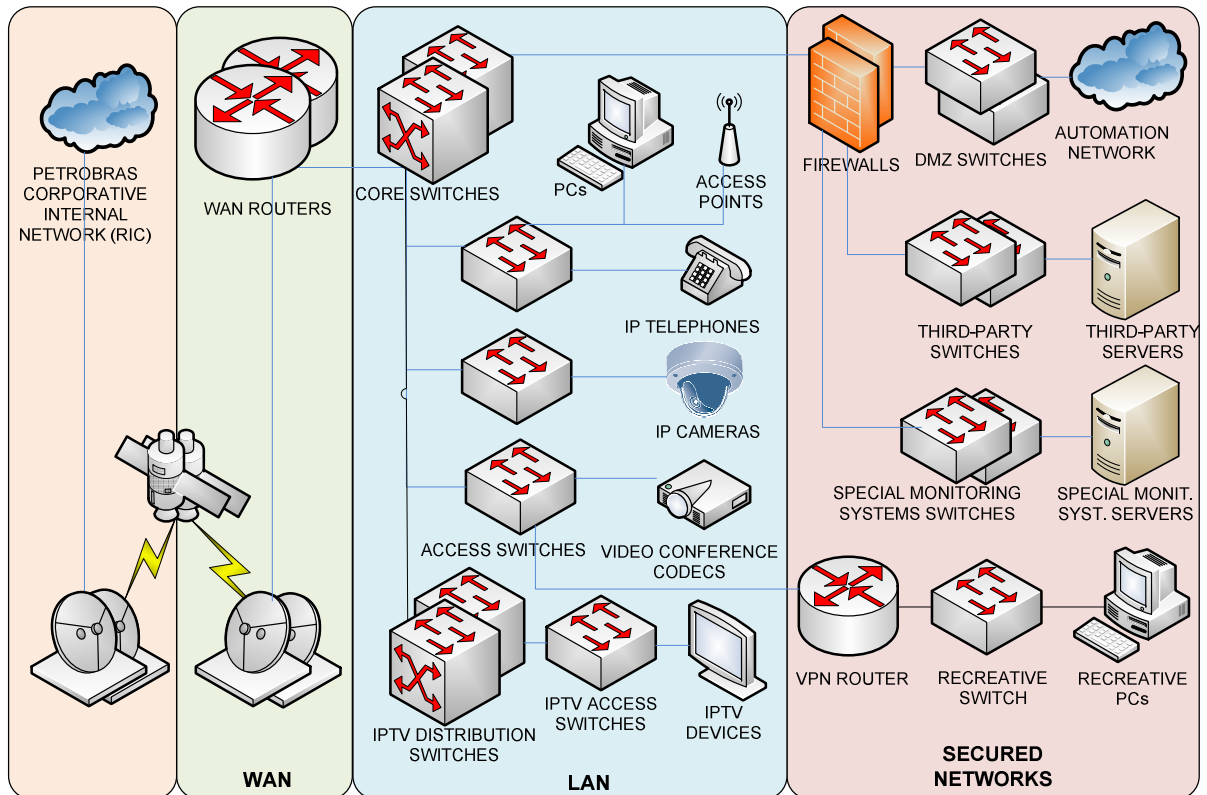 PETROBRAS
CORPORATIVE
INTERNAL
NETWORK (RIC)
WAN ROUTERS
WAN
CORE SWITCHES
PCs
ACCESS
POINTS
IP TELEPHONES
IP CAMERAS
ACCESS SWITCHES
VIDEO CONFERENCE
CODECS
IPTV DISTRIBUTION
SWITCHES
IPTV ACCESS
SWITCHES
IPTV
DEVICES
LAN
FIREWALLS
DMZ SWITCHES
AUTOMATION
NETWORK
THIRD-PARTY
SWITCHES
THIRD-PARTY
SERVERS
SPECIAL MONITORING
SYSTEMS SWITCHES
SPECIAL MONIT.
SYST. SERVERS
VPN ROUTER
RECREATIVE
SWITCH
RECREATIVE
PCs
SECURED
NETWORKS